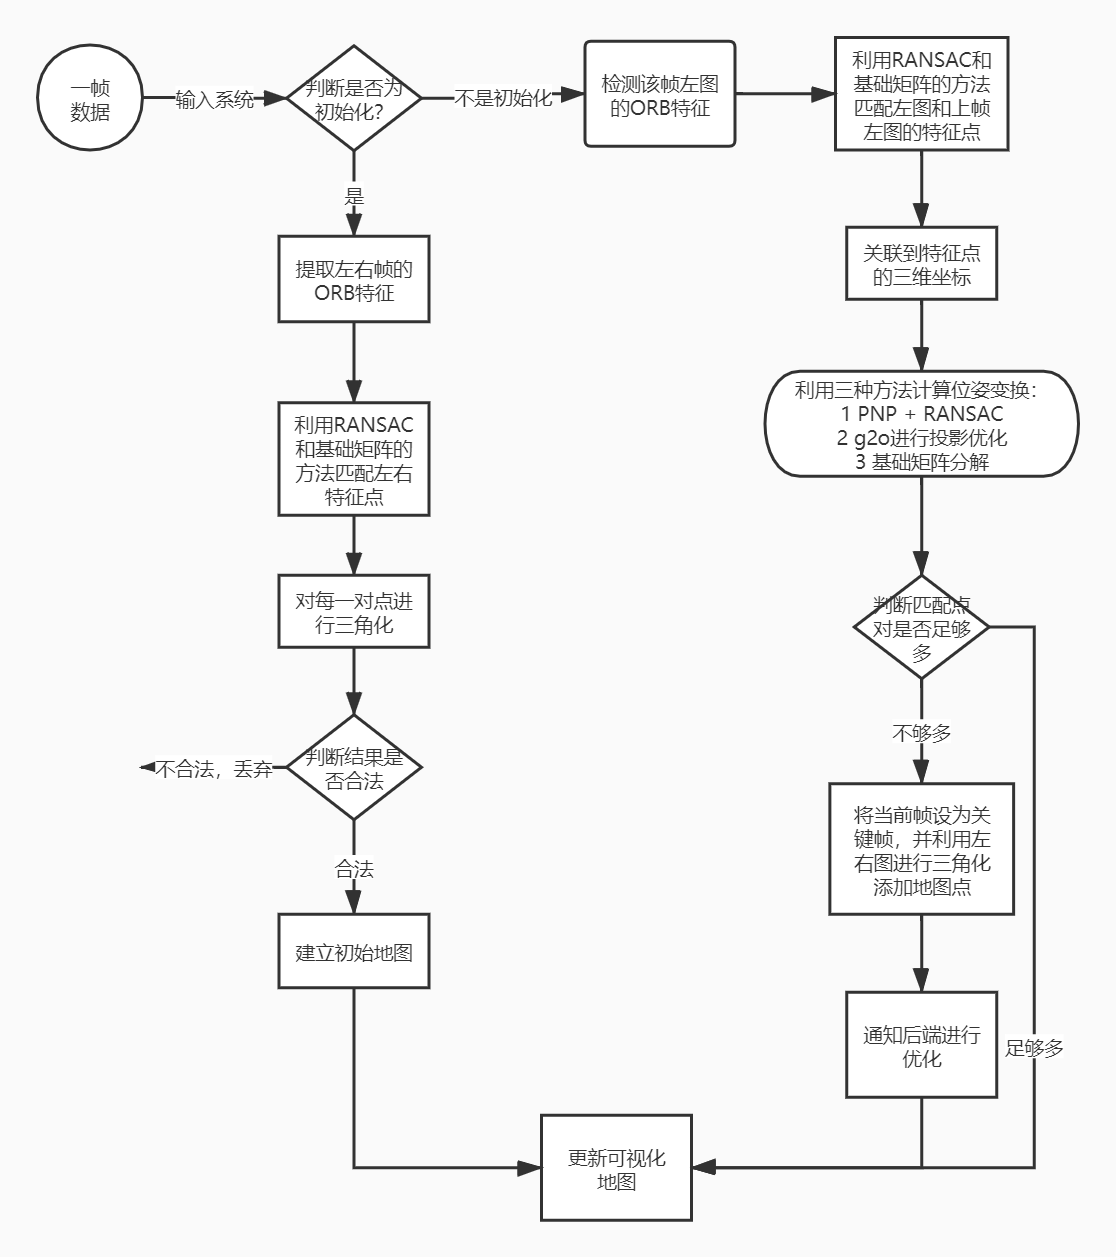 一帧
数据
输入系统
判断是否为
初始化？
不是初始化
检测该帧左图
的ORB特征
利用RANSAC和
基础矩阵的方法
匹配左图和上帧
左图的特征点
是
提取左右帧的
ORB特征
关联到特征点
的三维坐标
利用三种方法计算位姿变换：
1 PNP + RANSAC
2 g2o进行投影优化
3 基础矩阵分解
利用RANSAC
和基础矩阵的
方法匹配左右
特征点
对每一对点进
行三角化
判断匹配点
对是否足够
多
不够多
判断结果是
否合法
不合法，丢弃
合法
将当前帧设为关
键帧，并利用左
右图进行三角化
添加地图点
建立初始地图
通知后端进行
优化
足够多
更新可视化
地图